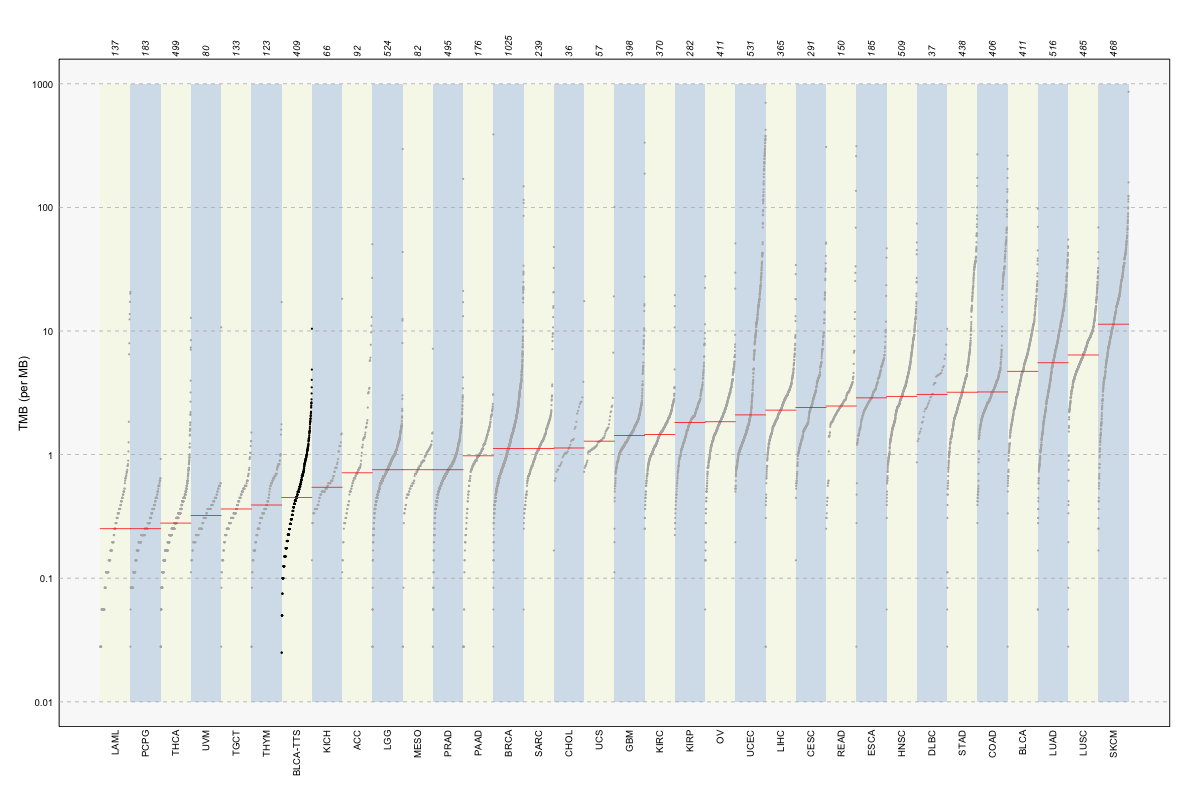 137 183 499 80 133 123 409 66 92 524 82 495 176 1025 239 36 57 398 370 282 411 531 365 291 150 185 509 37 438 406 411 516 485 468
1000
100
10
1
0.1
0.01
TMB (per MB)
LAML PCPG THCA UVM TGCT THYM BLCA-TTS KICH ACC LGG MESO PRAD PAAD BRCA SARC CHOL UCS GBM KIRC KIRP OV UCEC LIHC CESC READ ESCA HNSC DLBC STAD COAD BLCA LUAD LUSC SKCM